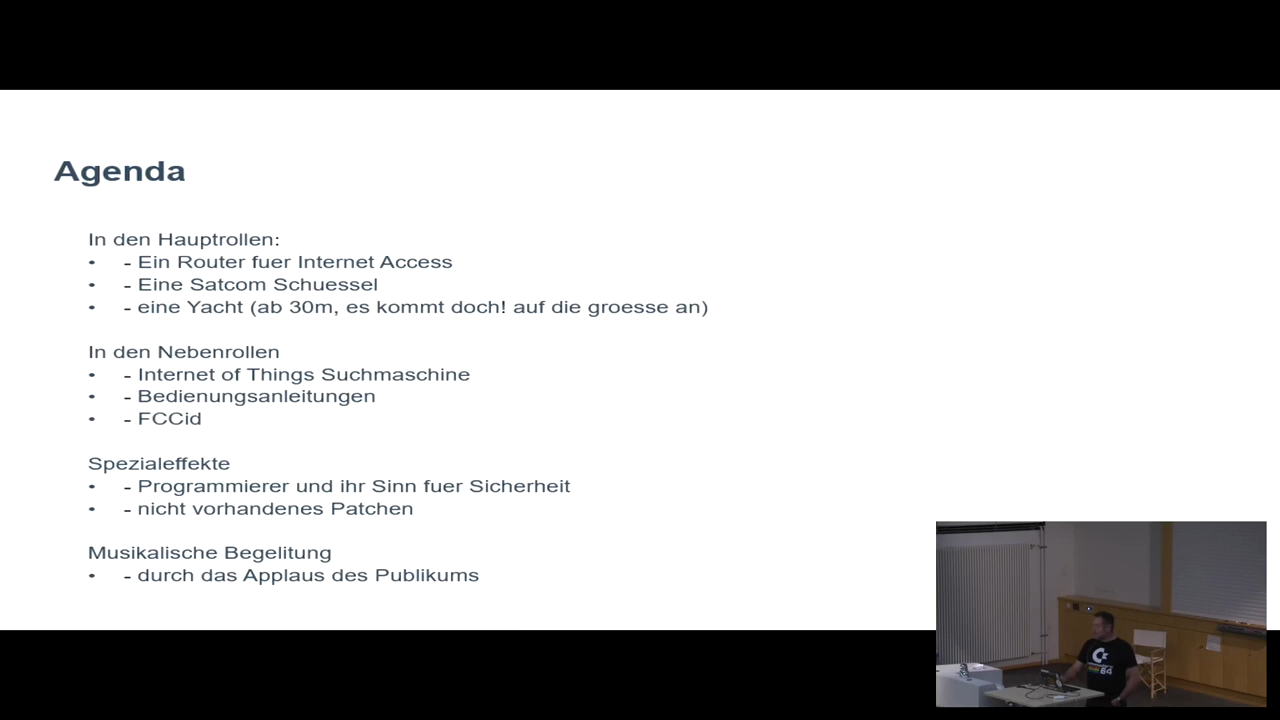 Agenda
In den Hauptrollen:
• - Ein Router fuer Internet Access
• - Eine Satcom Schuessel
• - eine Yacht (ab 30m, es kommt doch! auf die groesse an)
In den Nebenrollen
• - Internet of Things Suchmaschine
• - Bedienungsanleitungen
• - FCCid
Spezialeffekte
• - Programmierer und ihr Sinn fuer Sicherheit
• - nicht vorhandenes Patchen
Musikalische Begelitung
• - durch das Applaus des Publikums
64